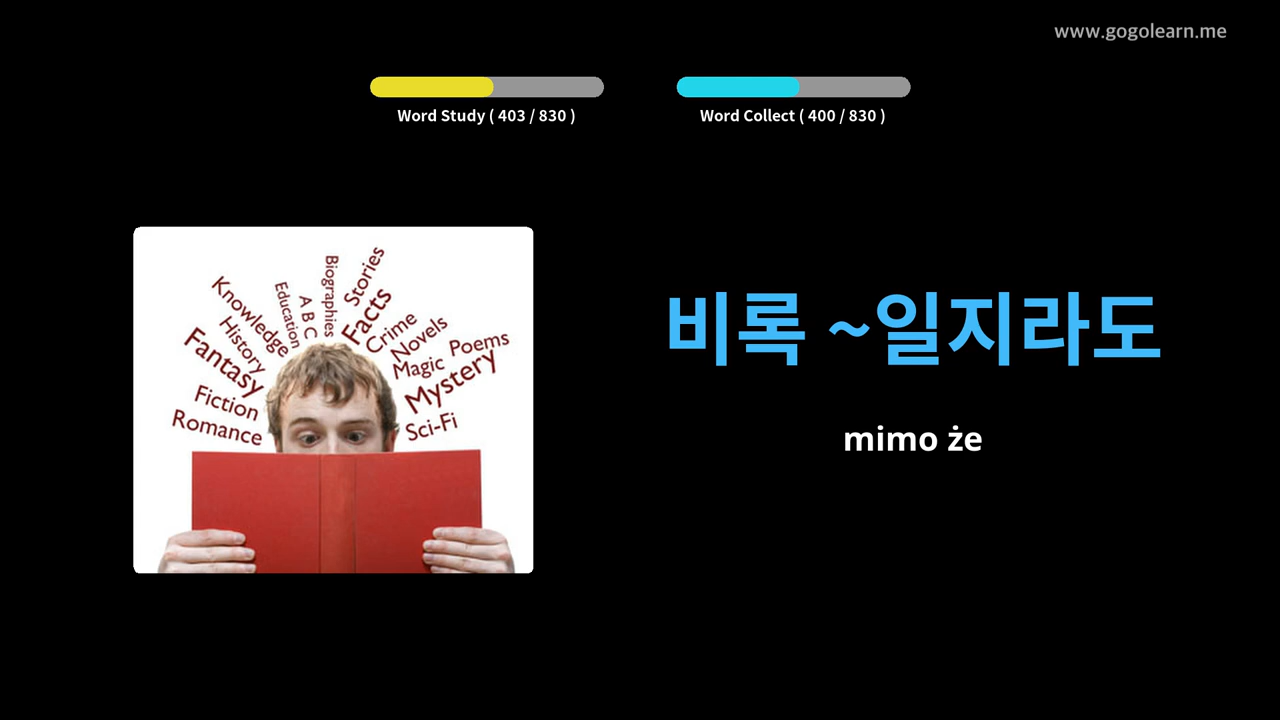 www.gogolearn.me
Word Study ( 403 / 830 )
Word Collect ( 400 / 830 )
Knowledge
History
Fantasy
Fiction
Romance
Education
A B C
Biographies
Stories
Facts
Crime
Novels
Magic
Poems
Mystery
Sci-Fi
비록 ~일지라도
mimo że